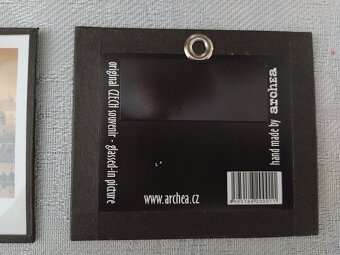 original CZECH souvenir - glassed-in picture
www.archea.cz
hand made by archea